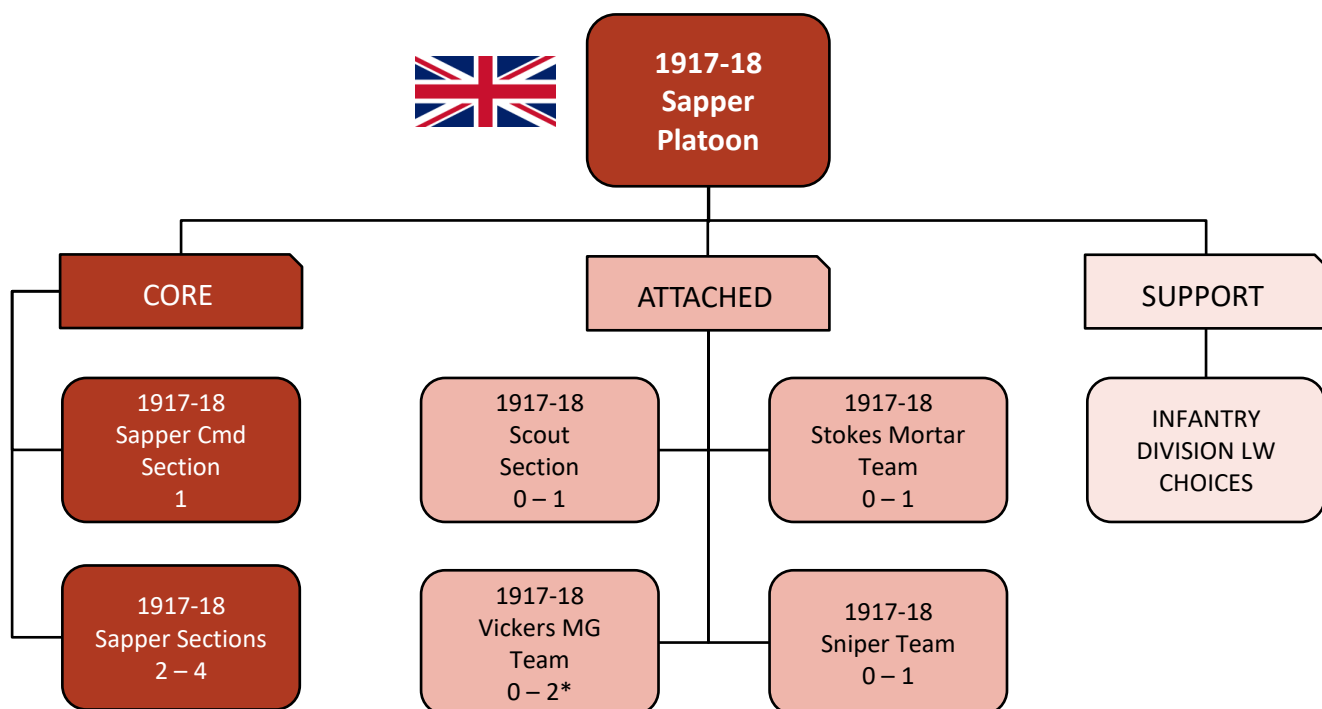 1917-18
Sapper
Platoon
CORE
ATTACHED
SUPPORT
1917-18
Sapper Cmd
Section
1
1917-18
Scout
Section
0 – 1
1917-18
Stokes Mortar
Team
0 – 1
INFANTRY
DIVISION LW
CHOICES
1917-18
Sapper Sections
2 – 4
1917-18
Vickers MG
Team
0 – 2*
1917-18
Sniper Team
0 – 1